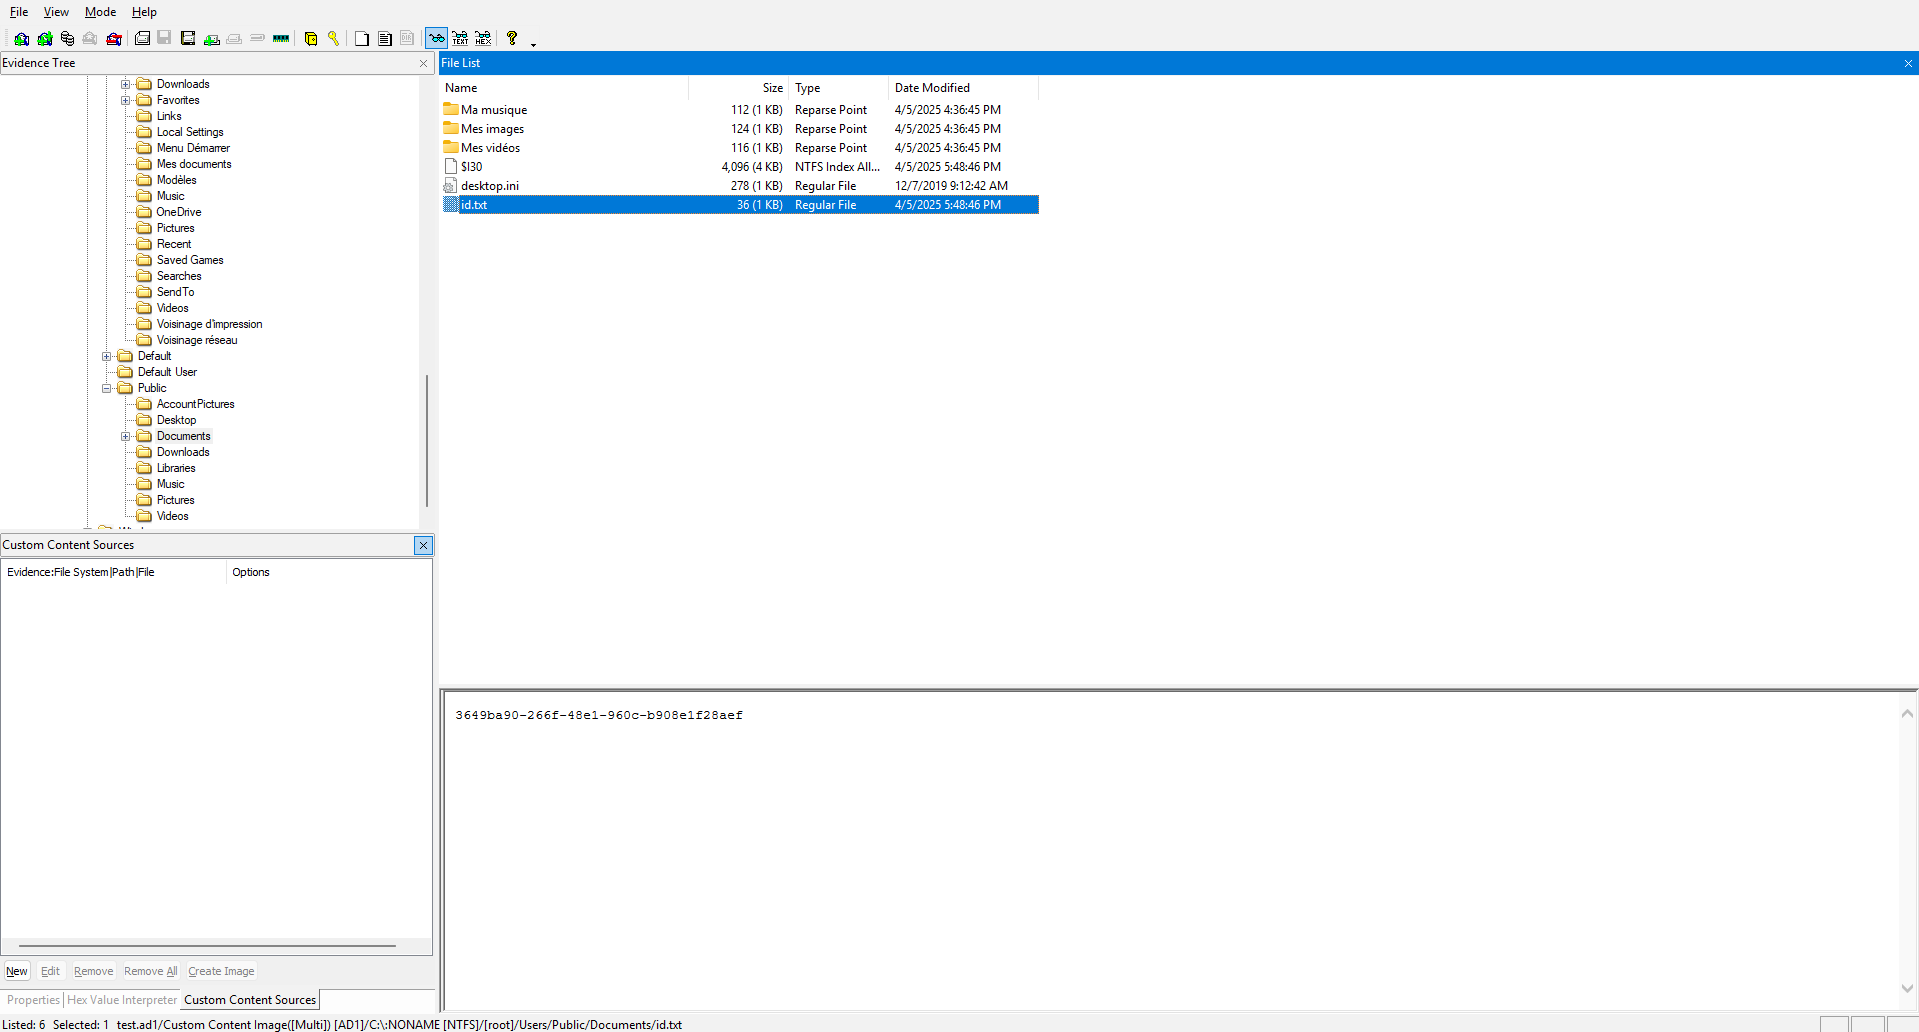 File View Mode Help
Evidence Tree
Downloads
Favorites
Links
Local Settings
Menu Démarrer
Mes documents
Modèles
Music
OneDrive
Pictures
Recent
Saved Games
Searches
SendTo
Videos
Voisinage d'impression
Voisinage réseau
Default
Default User
Public
AccountPictures
Desktop
Documents
Downloads
Libraries
Music
Pictures
Videos
Custom Content Sources
Evidence:File System|Path|File Options
New Edit Remove Remove All Create Image
Properties Hex Value Interpreter Custom Content Sources
File List
Name Size Type Date Modified
Ma musique 112 (1 KB) Reparse Point 4/5/2025 4:36:45 PM
Mes images 124 (1 KB) Reparse Point 4/5/2025 4:36:45 PM
Mes vidéos 116 (1 KB) Reparse Point 4/5/2025 4:36:45 PM
$I30 4,096 (4 KB) NTFS Index All... 4/5/2025 5:48:46 PM
desktop.ini 278 (1 KB) Regular File 12/7/2019 9:12:42 AM
id.txt 36 (1 KB) Regular File 4/5/2025 5:48:46 PM
3649ba90-266f-48e1-960c-b908e1f28aef
Listed: 6 Selected: 1 test.ad1/Custom Content Image([Multi]) [AD1]/C:\:NONAME [NTFS]/[root]/Users/Public/Documents/id.txt